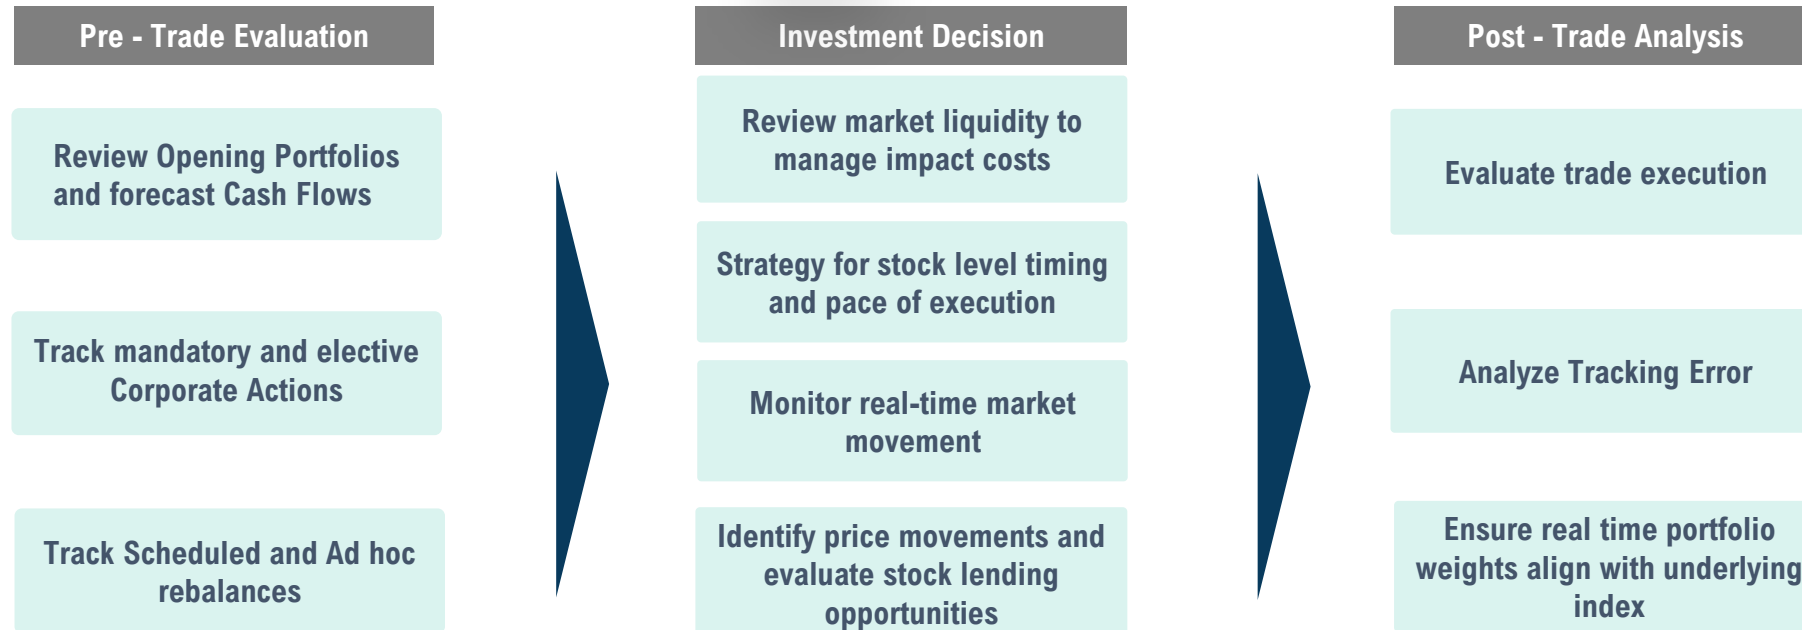 Pre - Trade Evaluation
Review Opening Portfolios
and forecast Cash Flows
Track mandatory and elective
Corporate Actions
Track Scheduled and Ad hoc
rebalances
Investment Decision
Review market liquidity to
manage impact costs
Strategy for stock level timing
and pace of execution
Monitor real-time market
movement
Identify price movements and
evaluate stock lending
opportunities
Post - Trade Analysis
Evaluate trade execution
Analyze Tracking Error
Ensure real time portfolio
weights align with underlying
index